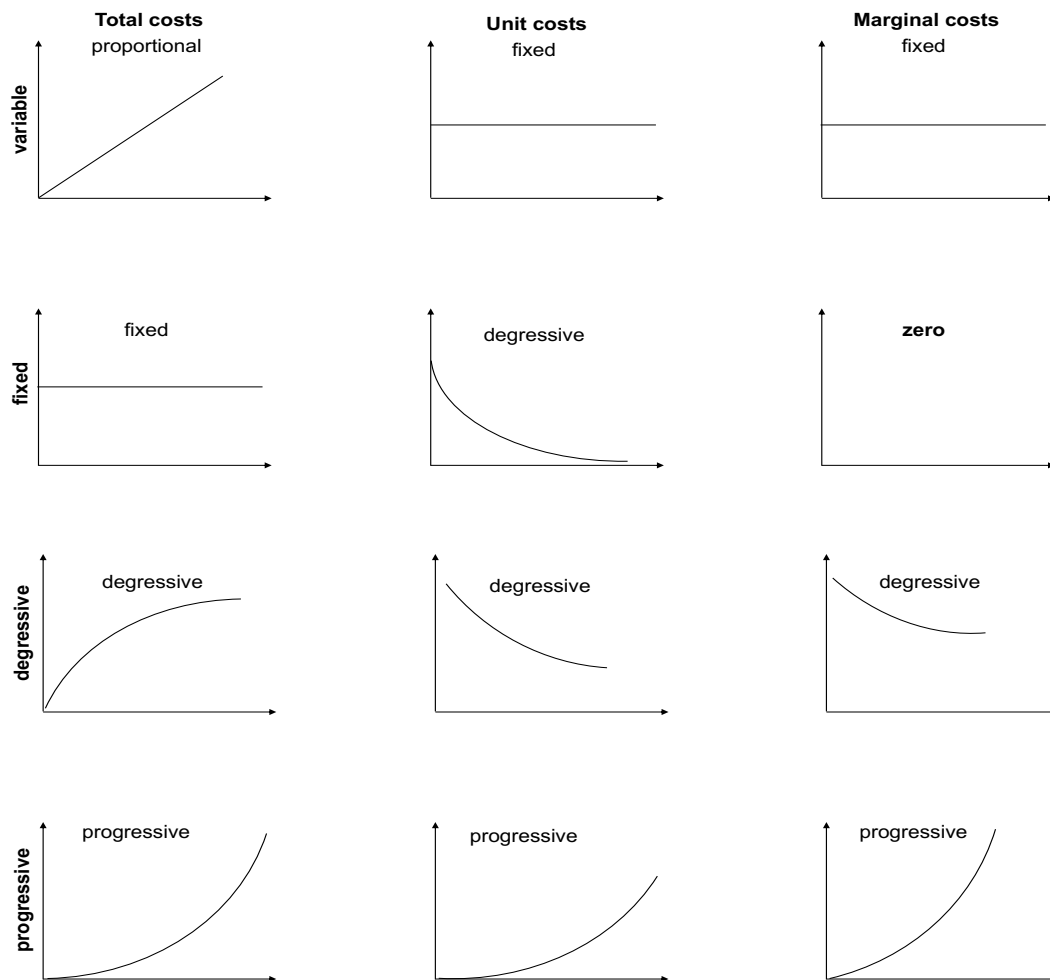 Total costs
proportional
Unit costs
fixed
Marginal costs
fixed
variable
fixed
degressive
zero
fixed
degressive
degressive
degressive
degressive
progressive
progressive
progressive
progressive